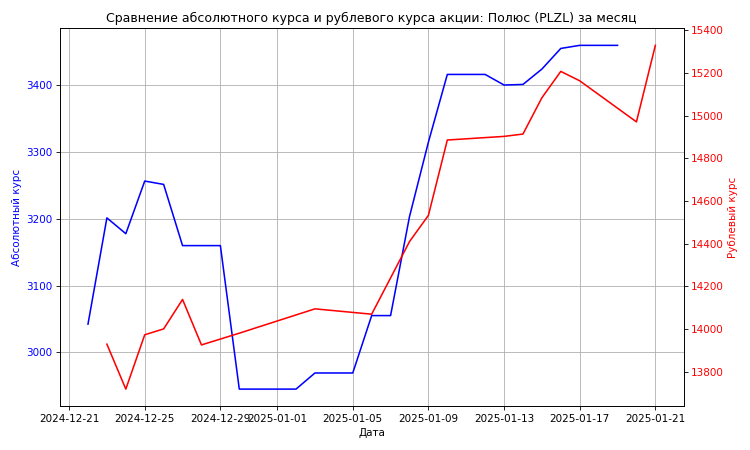 Сравнение абсолютного курса и рублевого курса акции: Полюс (PLZL) за месяц
Абсолютный курс
3400
3300
3200
3100
3000
15400
15200
15000
14800
14600
14400
14200
14000
13800
Рублевый курс
2024-12-21 2024-12-25 2024-12-29 2025-01-01 2025-01-05 2025-01-09 2025-01-13 2025-01-17 2025-01-21
Дата